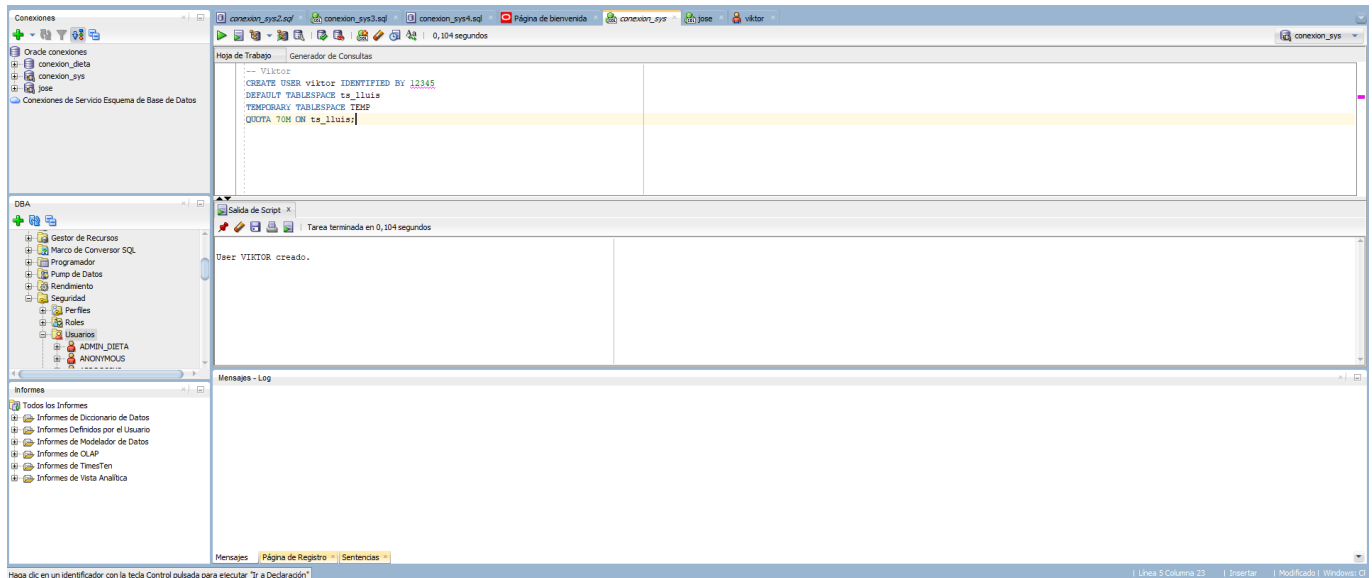 Conexiones
Oracle conexiones
conexion_dieta
conexion_sys
jose
Conexiones de Servicio Esquema de Base de Datos
DBA
Gestor de Recursos
Marco de Conversor SQL
Programador
Pump de Datos
Rendimiento
Seguridad
Perfiles
Roles
Usuarios
ADMIN_DIETA
ANONYMOUS
Informes
Todos los Informes
Informes de Diccionario de Datos
Informes Definidos por el Usuario
Informes de Modelador de Datos
Informes de OLAP
Informes de TimesTen
Informes de Vista Analítica
conexion_sys2.sql conexion_sys3.sql conexion_sys4.sql Página de bienvenida conexion_sys jose viktor
0,104 segundos conexion_sys
Hoja de Trabajo Generador de Consultas
-- Viktor
CREATE USER viktor IDENTIFIED BY 12345
DEFAULT TABLESPACE ts_lluis
TEMPORARY TABLESPACE TEMP
QUOTA 70M ON ts_lluis;
Salida de Script
Tarea terminada en 0,104 segundos
User VIKTOR creado.
Mensajes - Log
Mensajes Página de Registro Sentencias
Haga clic en un identificador con la tecla Control pulsada para ejecutar "Ir a Declaración"
Línea 5 Columna 23 | Insertar | Modificado | Windows: